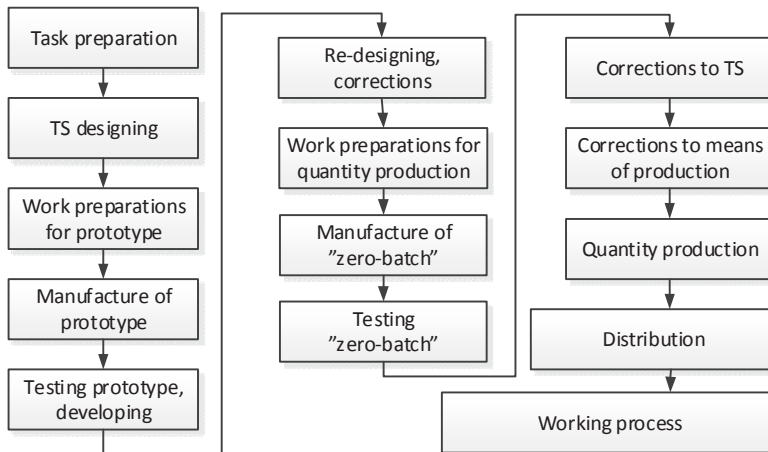 Task preparation
TS designing
Work preparations
for prototype
Manufacture of
prototype
Testing prototype,
developing
Re-designing,
corrections
Work preparations for
quantity production
Manufacture of
”zero-batch”
Testing
”zero-batch”
Corrections to TS
Corrections to means
of production
Quantity production
Distribution
Working process